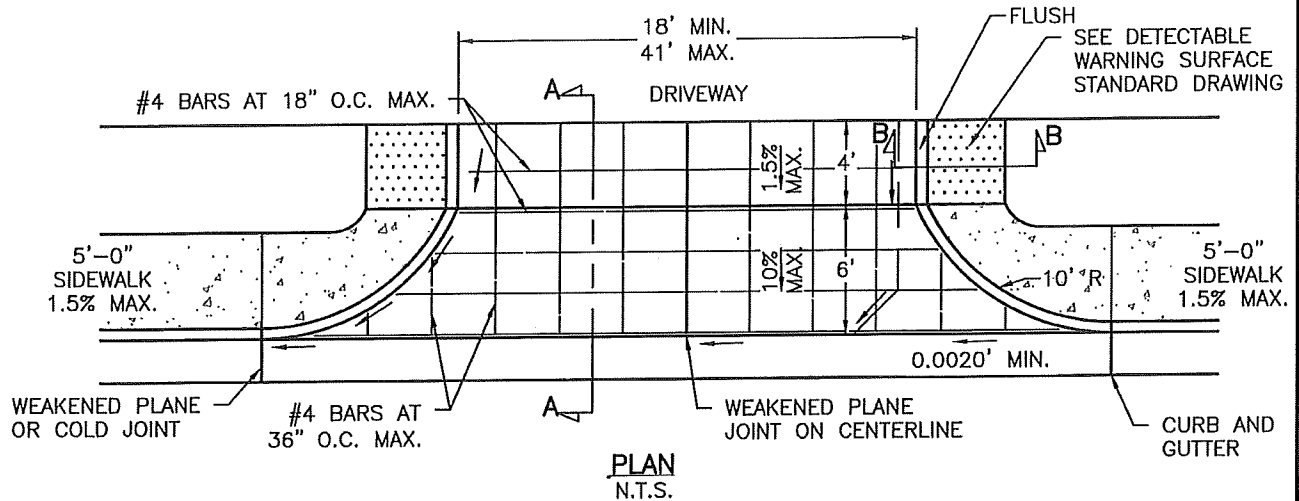 18' MIN.
41' MAX.
FLUSH
SEE DETECTABLE
WARNING SURFACE
STANDARD DRAWING
#4 BARS AT 18" O.C. MAX.
A
DRIVEWAY
B
B
1.5%
MAX.
4'
5'-0"
SIDEWALK
1.5% MAX.
10%
MAX.
6'
10' R
5'-0"
SIDEWALK
1.5% MAX.
0.0020' MIN.
WEAKENED PLANE
OR COLD JOINT
#4 BARS AT
36" O.C. MAX.
A
WEAKENED PLANE
JOINT ON CENTERLINE
CURB AND
GUTTER
PLAN
N.T.S.